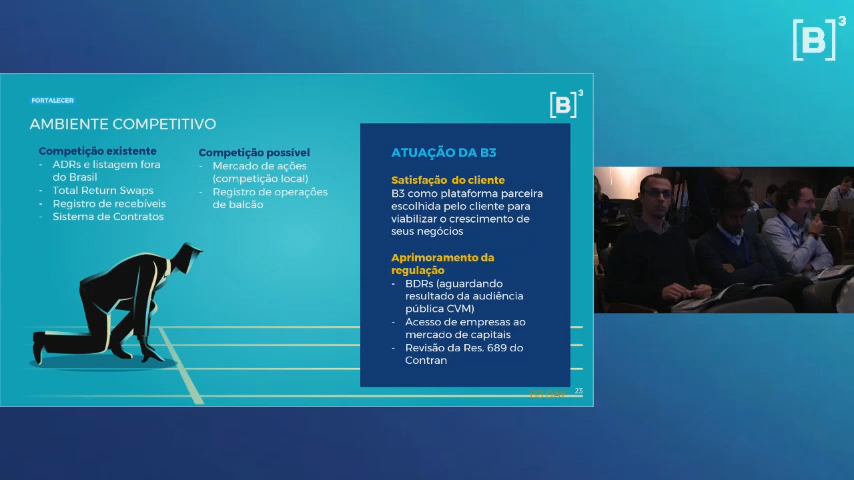 [B]³
FORTALECER
[B]³
AMBIENTE COMPETITIVO
Competição existente
- ADRs e listagem fora
do Brasil
- Total Return Swaps
- Registro de recebíveis
- Sistema de Contratos
Competição possível
- Mercado de ações
(competição local)
- Registro de operações
de balcão
ATUAÇÃO DA B3
Satisfação do cliente
B3 como plataforma parceira
escolhida pelo cliente para
viabilizar o crescimento de
seus negócios
Aprimoramento da
regulação
- BDRs (aguardando
resultado da audiência
pública CVM)
- Acesso de empresas ao
mercado de capitais
- Revisão da Res. 689 do
Contran
23